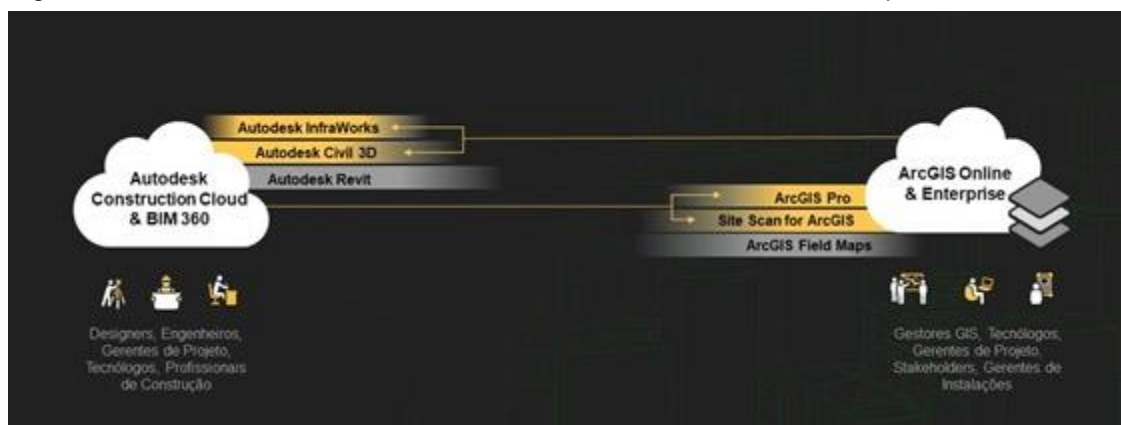 Autodesk InfraWorks
Autodesk Civil 3D
Autodesk Revit
Autodesk
Construction Cloud
& BIM 360
ArcGIS Online
& Enterprise
ArcGIS Pro
Site Scan for ArcGIS
ArcGIS Field Maps
Designers, Engenheiros,
Gerentes de Projeto,
Tecnólogos, Profissionais
de Construção
Gestores GIS, Tecnólogos,
Gerentes de Projeto,
Stakeholders, Gerentes de
Instalações